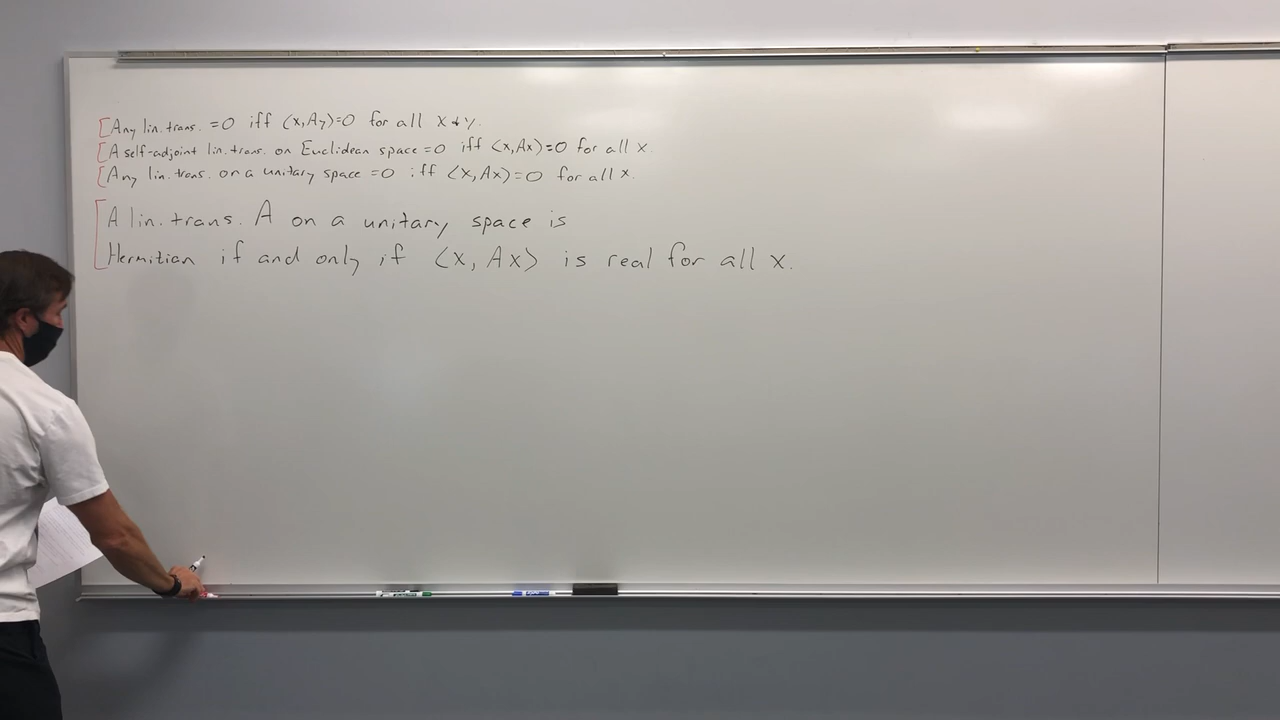 Any lin. trans. =0 iff ⟨x,Ay⟩=0 for all x & y.
A self-adjoint lin. trans. on Euclidean space =0 iff ⟨x,Ax⟩=0 for all x.
Any lin. trans. on a unitary space =0 iff ⟨x,Ax⟩=0 for all x.
A lin. trans. A on a unitary space is
Hermitian if and only if ⟨x, Ax⟩ is real for all x.